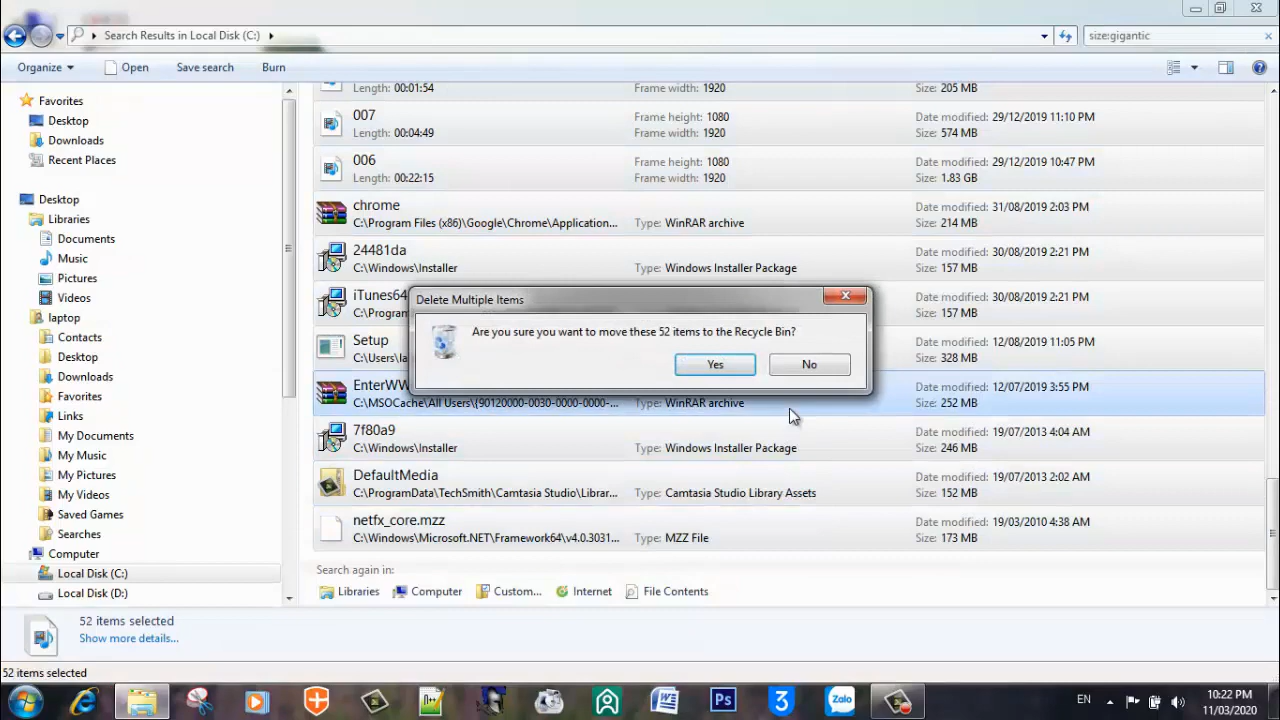 Search Results in Local Disk (C:)
size:gigantic
Organize
Open
Save search
Burn
Favorites
Desktop
Downloads
Recent Places
Desktop
Libraries
Documents
Music
Pictures
Videos
laptop
Contacts
Desktop
Downloads
Favorites
Links
My Documents
My Music
My Pictures
My Videos
Saved Games
Searches
Computer
Local Disk (C:)
Local Disk (D:)
Length: 00:01:54 Frame width: 1920 Size: 205 MB
007 Frame height: 1080 Date modified: 29/12/2019 11:10 PM
Length: 00:04:49 Frame width: 1920 Size: 574 MB
006 Frame height: 1080 Date modified: 29/12/2019 10:47 PM
Length: 00:22:15 Frame width: 1920 Size: 1.83 GB
chrome Date modified: 31/08/2019 2:03 PM
C:\Program Files (x86)\Google\Chrome\Application... Type: WinRAR archive Size: 214 MB
24481da Date modified: 30/08/2019 2:21 PM
C:\Windows\Installer Type: Windows Installer Package Size: 157 MB
iTunes64 Date modified: 30/08/2019 2:21 PM
C:\Prog Size: 157 MB
Setup Date modified: 12/08/2019 11:05 PM
C:\Users\la Size: 328 MB
EnterWW Date modified: 12/07/2019 3:55 PM
C:\MSOCache\All Users\{90120000-0030-0000-0000-... Type: WinRAR archive Size: 252 MB
7f80a9 Date modified: 19/07/2013 4:04 AM
C:\Windows\Installer Type: Windows Installer Package Size: 246 MB
DefaultMedia Date modified: 19/07/2013 2:02 AM
C:\ProgramData\TechSmith\Camtasia Studio\Librar... Type: Camtasia Studio Library Assets Size: 152 MB
netfx_core.mzz Date modified: 19/03/2010 4:38 AM
C:\Windows\Microsoft.NET\Framework64\v4.0.3031... Type: MZZ File Size: 173 MB
Search again in:
Libraries Computer Custom... Internet File Contents
Delete Multiple Items
Are you sure you want to move these 52 items to the Recycle Bin?
Yes No
52 items selected
Show more details...
52 items selected
Ps
3
Zalo
EN
10:22 PM
11/03/2020